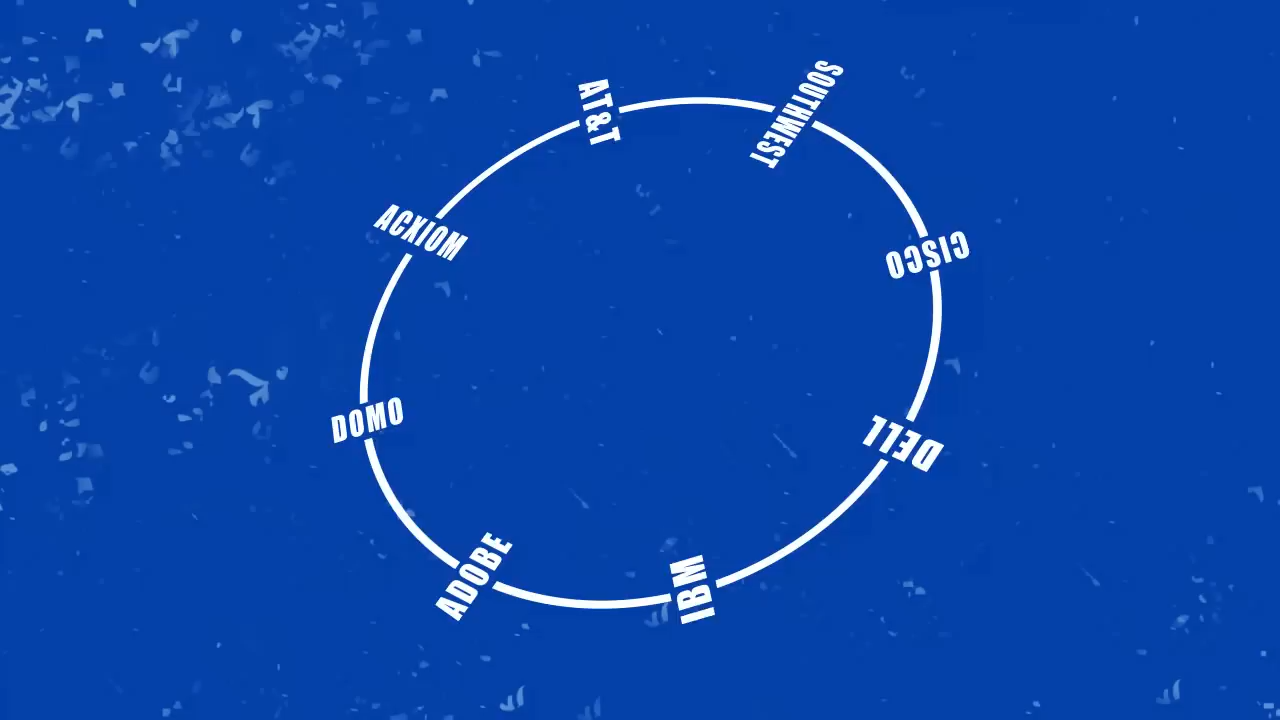 AT&T
SOUTHWEST
CISCO
DELL
IBM
ADOBE
DOMO
ACXIOM